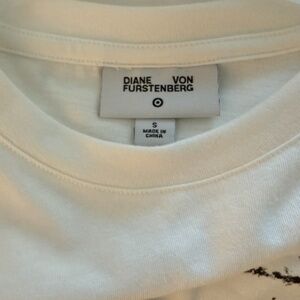 DIANE VON
FURSTENBERG
S
MADE IN
CHINA